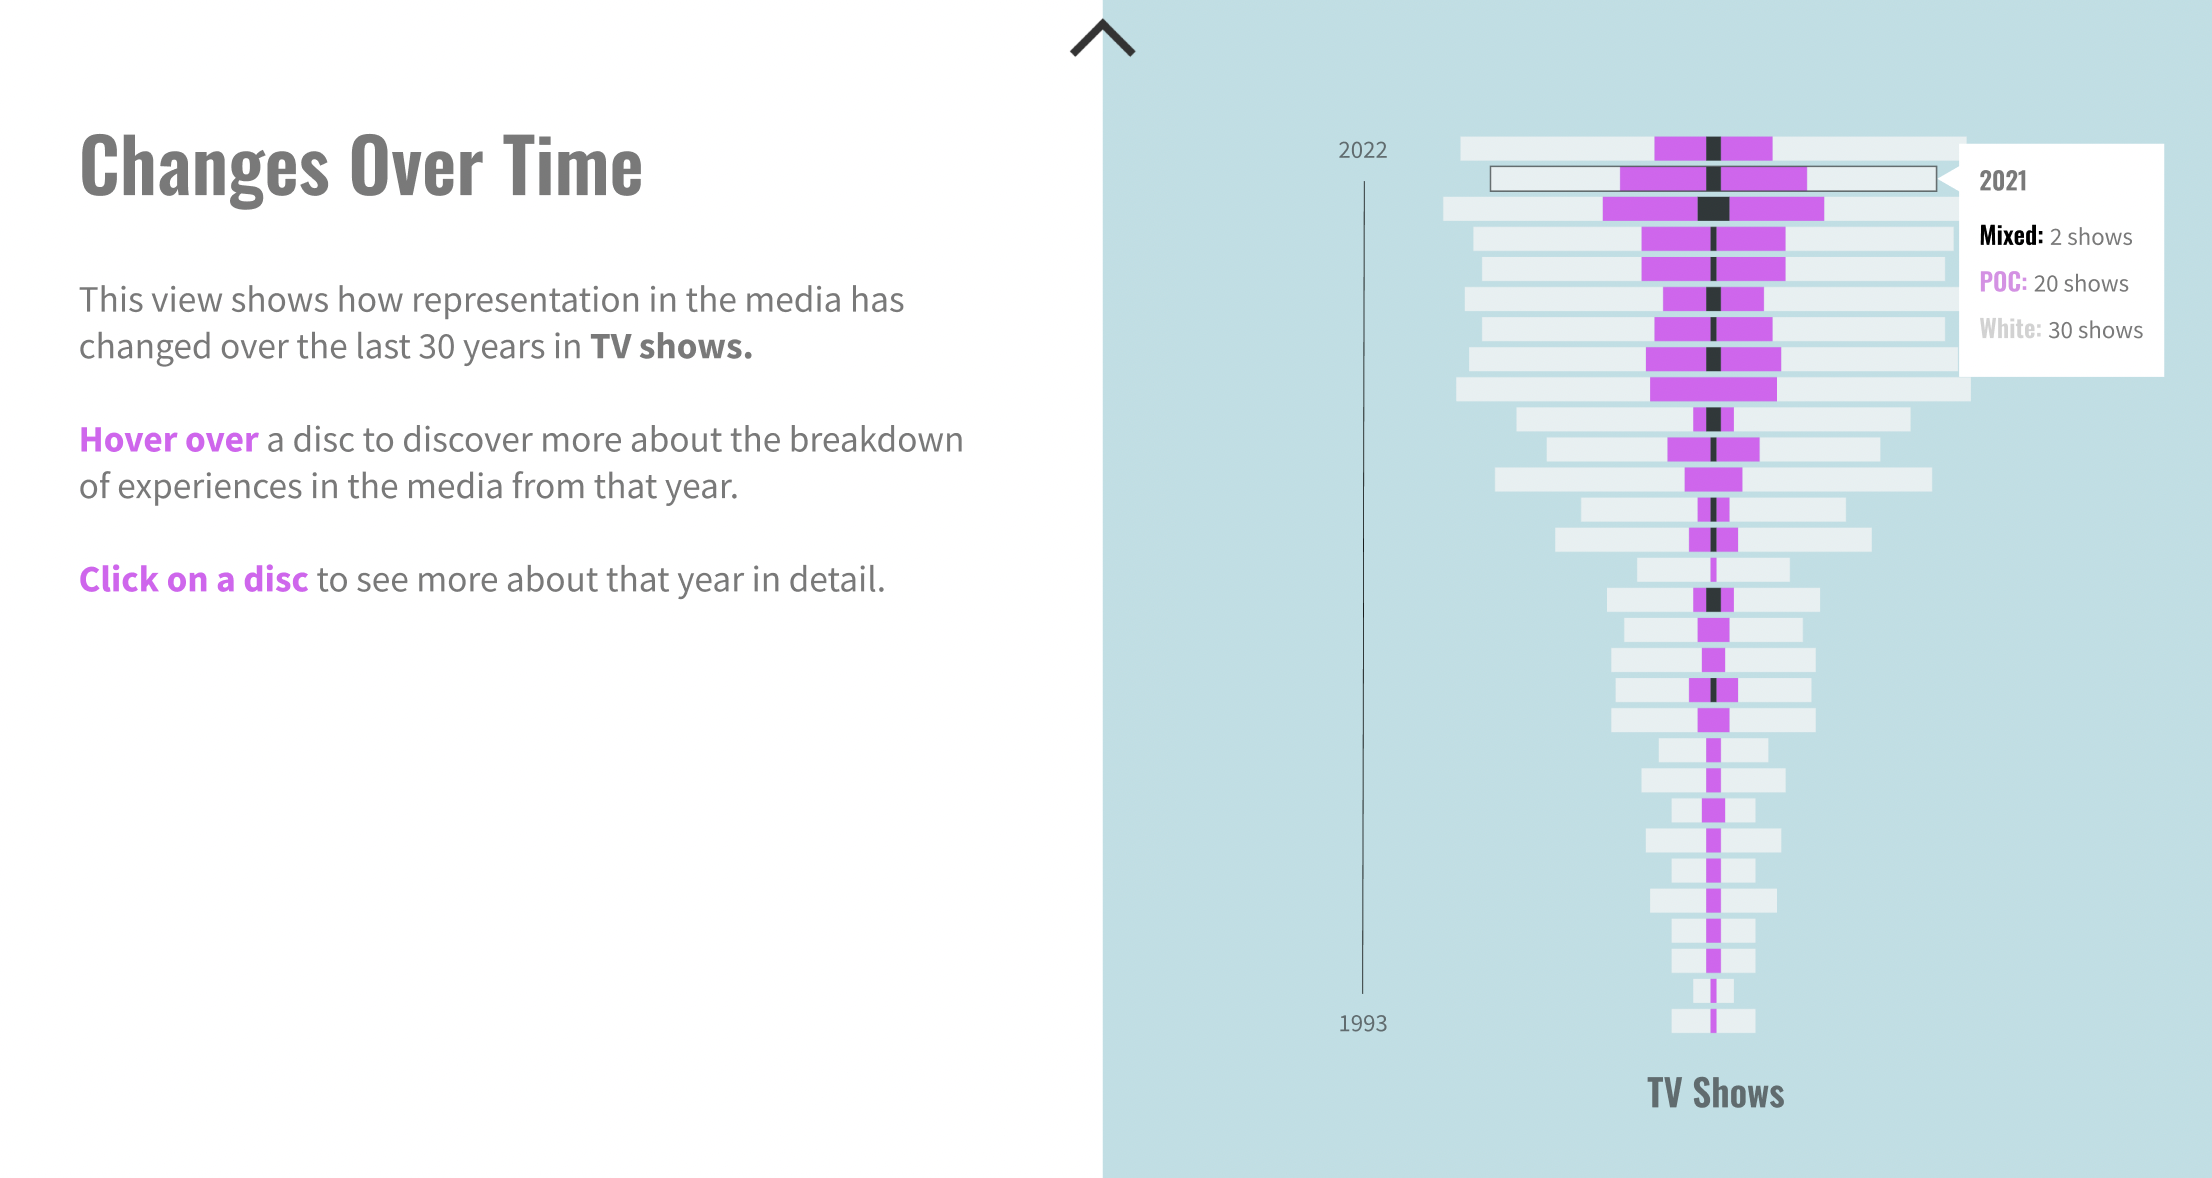 Changes Over Time
This view shows how representation in the media has
changed over the last 30 years in TV shows.
Hover over a disc to discover more about the breakdown
of experiences in the media from that year.
Click on a disc to see more about that year in detail.
2022
1993
TV Shows
2021
Mixed: 2 shows
POC: 20 shows
White: 30 shows